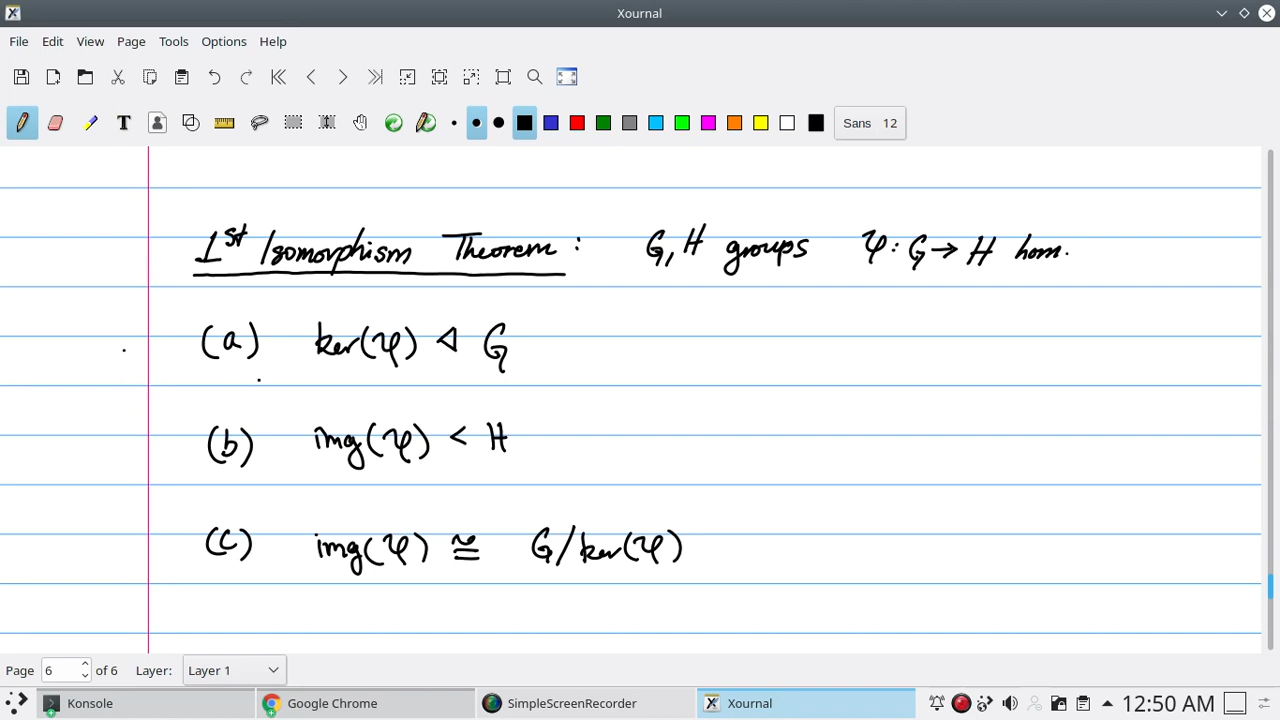 Xournal
File Edit View Page Tools Options Help
T Sans 12
1st Isomorphism Theorem : G, H groups φ: G → H hom.
(a) ker(φ) ◁ G
(b) img(φ) < H
(c) img(φ) ≅ G/ker(φ)
Page 6 of 6 Layer: Layer 1
Konsole Google Chrome SimpleScreenRecorder Xournal 12:50 AM